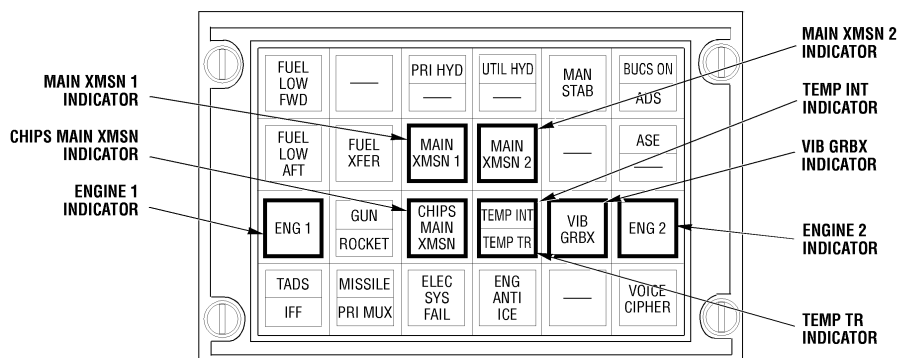 MAIN XMSN 1
INDICATOR
CHIPS MAIN XMSN
INDICATOR
ENGINE 1
INDICATOR
FUEL
LOW
FWD
—
PRI HYD
—
UTIL HYD
—
MAN
STAB
BUCS ON
ADS
FUEL
LOW
AFT
FUEL
XFER
MAIN
XMSN 1
MAIN
XMSN 2
—
ASE
—
ENG 1
GUN
ROCKET
CHIPS
MAIN
XMSN
TEMP INT
TEMP TR
VIB
GRBX
ENG 2
TADS
IFF
MISSILE
PRI MUX
ELEC
SYS
FAIL
ENG
ANTI
ICE
—
VOICE
CIPHER
MAIN XMSN 2
INDICATOR
TEMP INT
INDICATOR
VIB GRBX
INDICATOR
ENGINE 2
INDICATOR
TEMP TR
INDICATOR